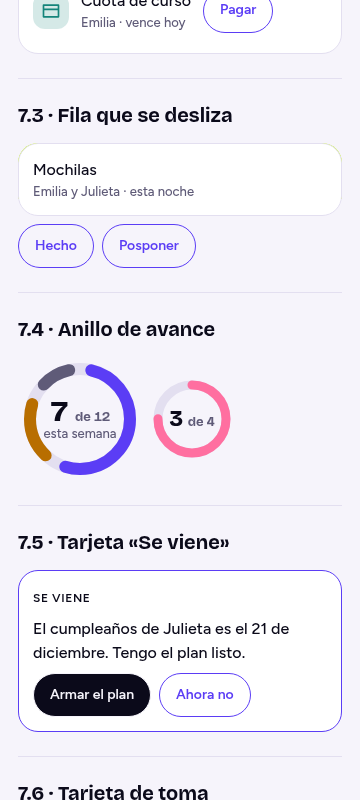 Cuota de curso
Emilia · vence hoy
Pagar
7.3 · Fila que se desliza
Mochilas
Emilia y Julieta · esta noche
Hecho
Posponer
7.4 · Anillo de avance
7 de 12
esta semana
3 de 4
7.5 · Tarjeta «Se viene»
SE VIENE
El cumpleaños de Julieta es el 21 de
diciembre. Tengo el plan listo.
Armar el plan
Ahora no
7.6 · Tarjeta de toma